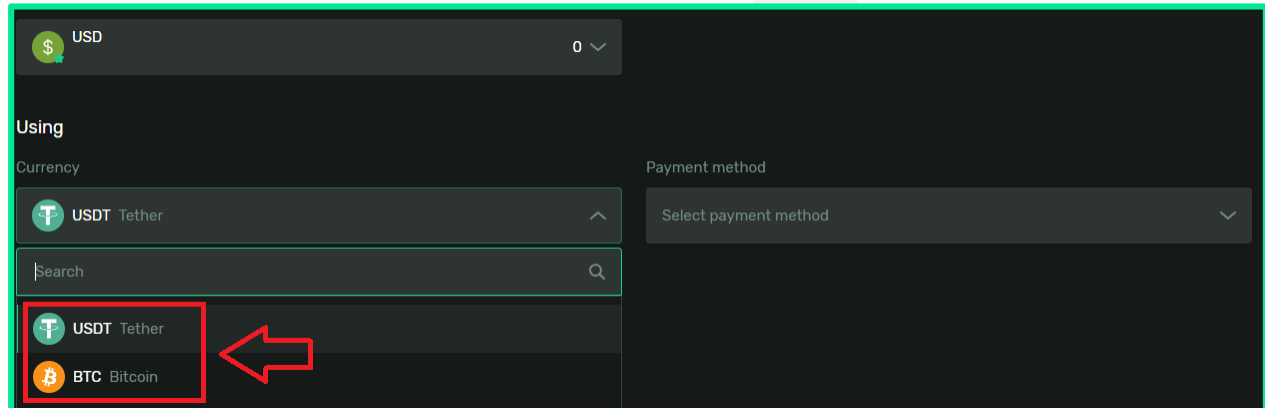 USD
0
Using
Currency
Payment method
USDT Tether
Select payment method
Search
USDT Tether
BTC Bitcoin